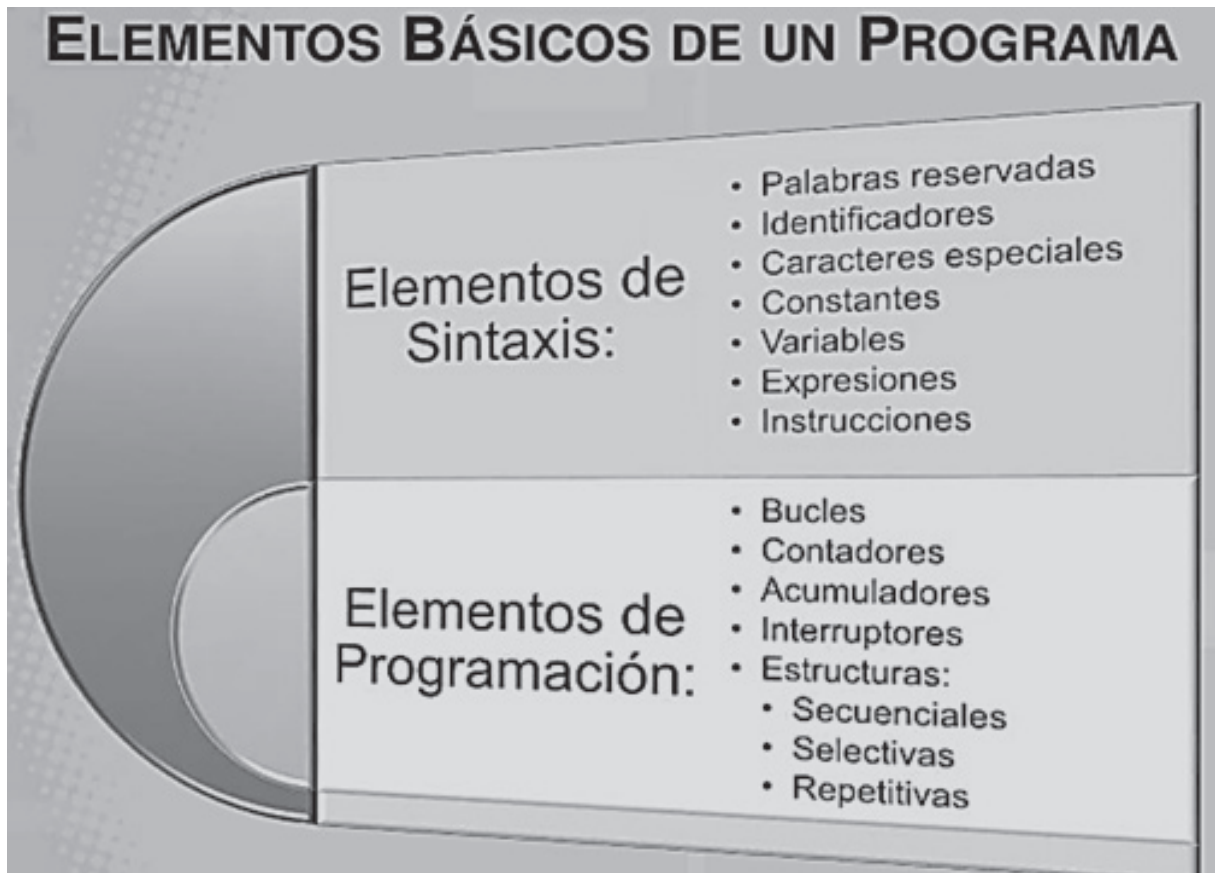 ELEMENTOS BÁSICOS DE UN PROGRAMA
Elementos de
Sintaxis:
• Palabras reservadas
• Identificadores
• Caracteres especiales
• Constantes
• Variables
• Expresiones
• Instrucciones
Elementos de
Programación:
• Bucles
• Contadores
• Acumuladores
• Interruptores
• Estructuras:
• Secuenciales
• Selectivas
• Repetitivas